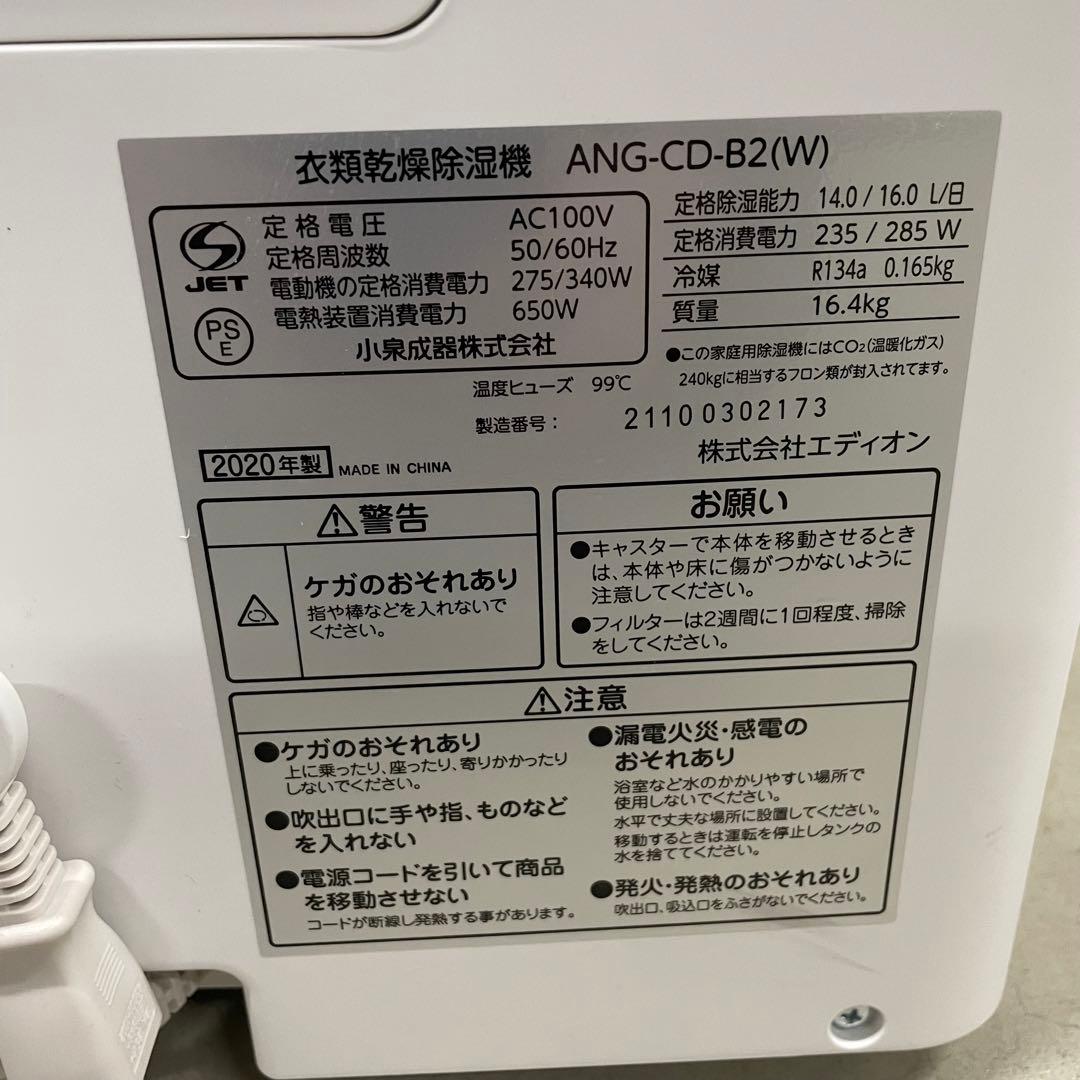 衣類乾燥除湿機 ANG-CD-B2(W)
JET
PS
E
定格電圧 AC100V
定格周波数 50/60Hz
電動機の定格消費電力 275/340W
電熱装置消費電力 650W
小泉成器株式会社
定格除湿能力 14.0 / 16.0 L/日
定格消費電力 235 / 285 W
冷媒 R134a 0.165kg
質量 16.4kg
●この家庭用除湿機にはCO₂(温暖化ガス)
240kgに相当するフロン類が封入されてます。
温度ヒューズ 99℃
製造番号: 21100302173
2020年製 MADE IN CHINA
株式会社エディオン
⚠警告
ケガのおそれあり
指や棒などを入れないで
ください。
お願い
●キャスターで本体を移動させるとき
は、本体や床に傷がつかないように
注意してください。
●フィルターは2週間に1回程度、掃除
をしてください。
⚠注意
●ケガのおそれあり
上に乗ったり、座ったり、寄りかかったり
しないでください。
●吹出口に手や指、ものなど
を入れない
●電源コードを引いて商品
を移動させない
コードが断線し発熱する事があります。
●漏電火災・感電の
おそれあり
浴室など水のかかりやすい場所で
使用しないでください。
水平で丈夫な場所に設置してください。
移動するときは運転を停止しタンクの
水を捨ててください。
●発火・発熱のおそれあり
吹出口、吸込口をふさがないでください。